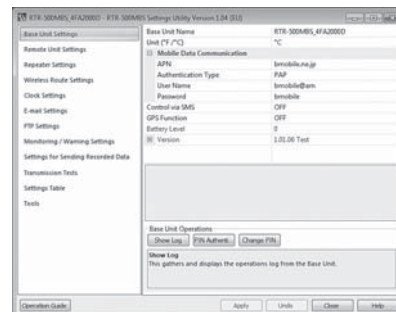 RTR-500MBS_4FA2000D - RTR-500MBS Settings Utility Version 1.04 (EU)
Base Unit Settings
Remote Unit Settings
Repeater Settings
Wireless Route Settings
Clock Settings
E-mail Settings
FTP Settings
Monitoring / Warning Settings
Settings for Sending Recorded Data
Transmission Tests
Settings Table
Tools
Base Unit Name RTR-500MBS_4FA2000D
Unit (°F /°C) °C
Mobile Data Communication
APN bmobile.ne.jp
Authentication Type PAP
User Name bmobile@am
Password bmobile
Control via SMS OFF
GPS Function OFF
Battery Level 0
Version 1.01.00 Test
Base Unit Operations
Show Log PIN Authenti. Change PIN
Show Log
This gathers and displays the operations log from the Base Unit.
Operation Guide Apply Undo Close Help